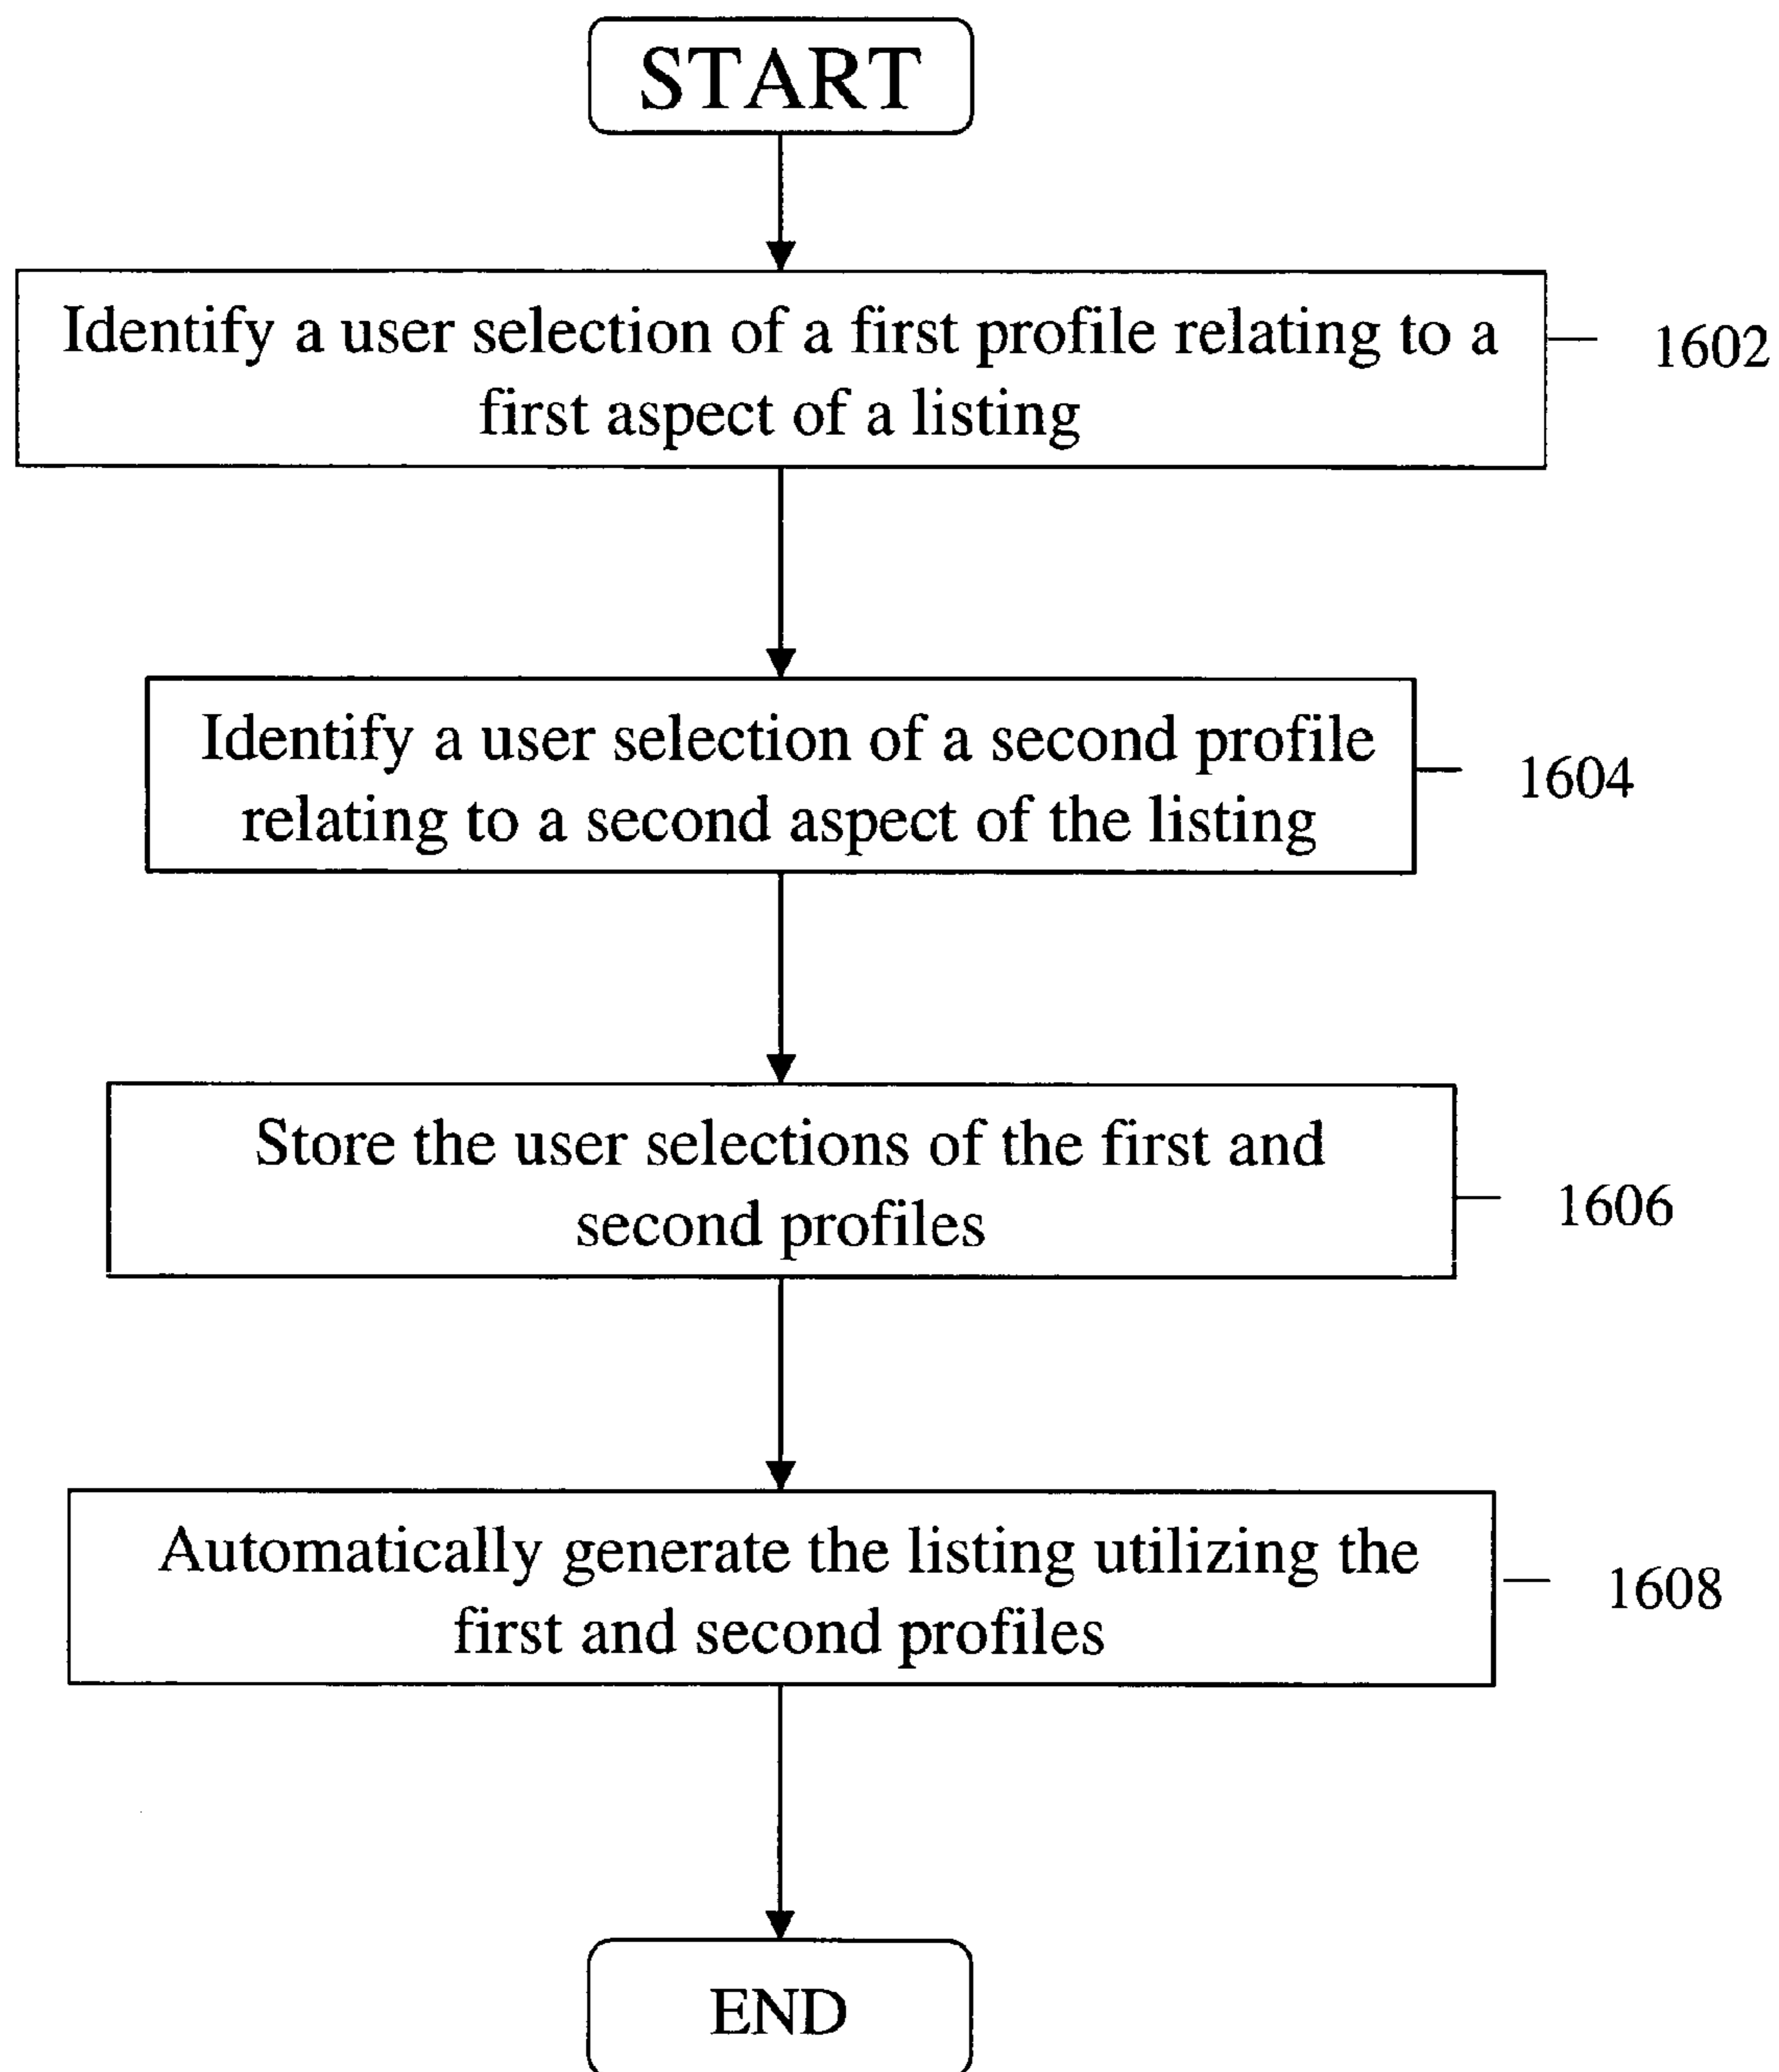 START
Identify a user selection of a first profile relating to a
first aspect of a listing
1602
Identify a user selection of a second profile
relating to a second aspect of the listing
1604
Store the user selections of the first and
second profiles
1606
Automatically generate the listing utilizing the
first and second profiles
1608
END